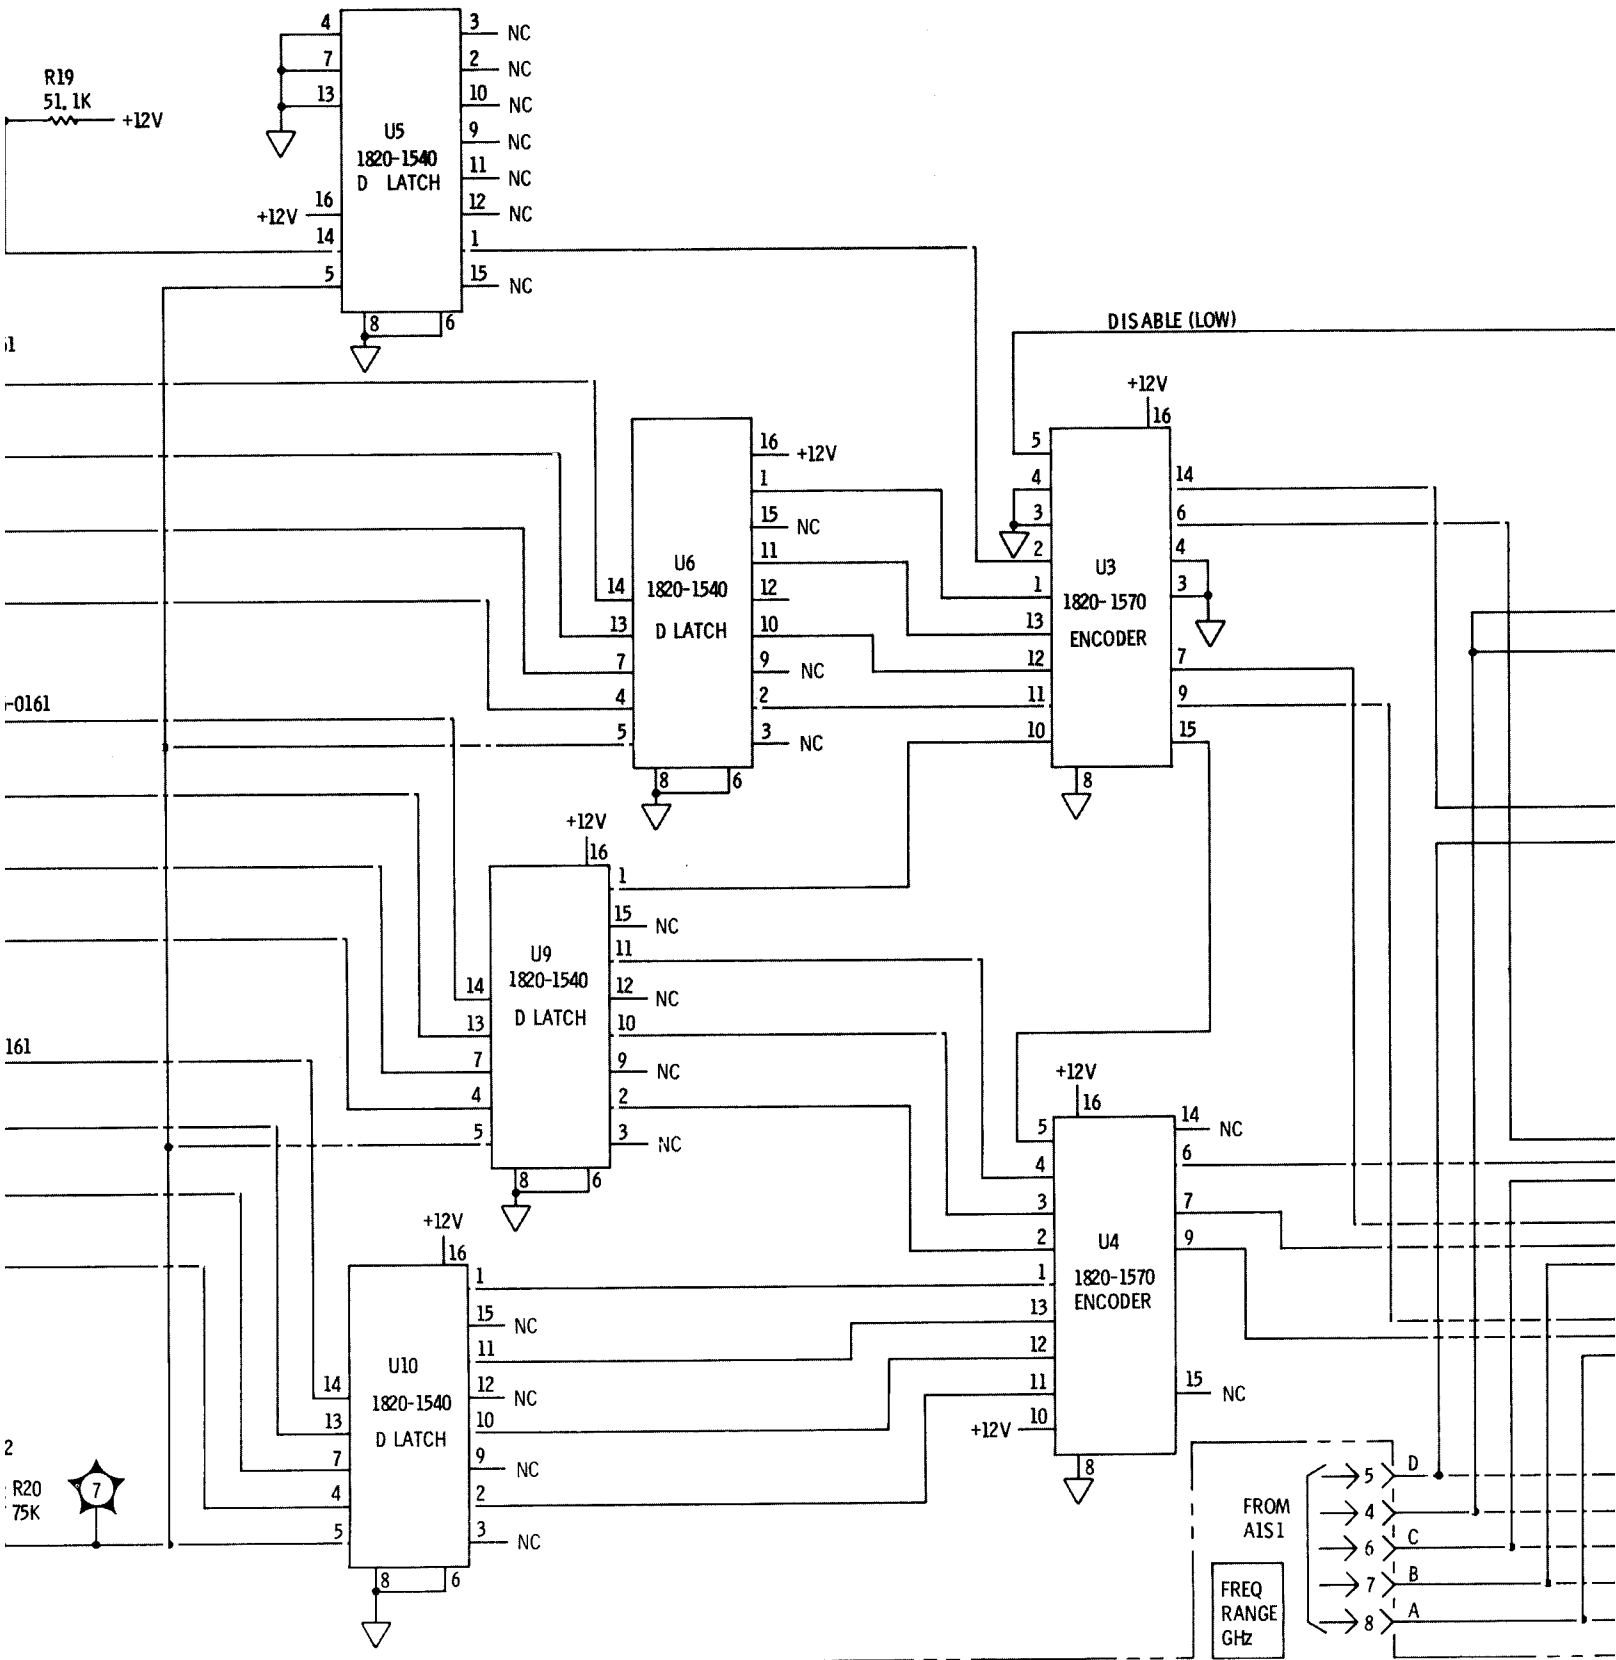 R19
51.1K
+12V
4
7
13
+12V 16
14
5
U5
1820-1540
D LATCH
3 NC
2 NC
10 NC
9 NC
11 NC
12 NC
1
15 NC
8 6
DISABLE (LOW)
14
13
7
4
5
U6
1820-1540
D LATCH
16 +12V
1
15 NC
11
12
10
9 NC
2
3 NC
8 6
+12V
16
5
4
3
2
1
13
12
11
10
U3
1820-1570
ENCODER
14
6
4
3
7
9
15
8
-0161
+12V
16
14
13
7
4
5
U9
1820-1540
D LATCH
1
15 NC
11
12 NC
10
9 NC
2
3 NC
8 6
161
+12V
16
14
13
7
4
5
U10
1820-1540
D LATCH
1
15 NC
11
12 NC
10
9 NC
2
3 NC
8 6
+12V
16
5
4
3
2
1
13
12
11
+12V 10
U4
1820-1570
ENCODER
14 NC
6
7
9
15 NC
8
2
R20
75K
7
FROM
A1S1
FREQ
RANGE
GHz
5 D
4
6 C
7 B
8 A